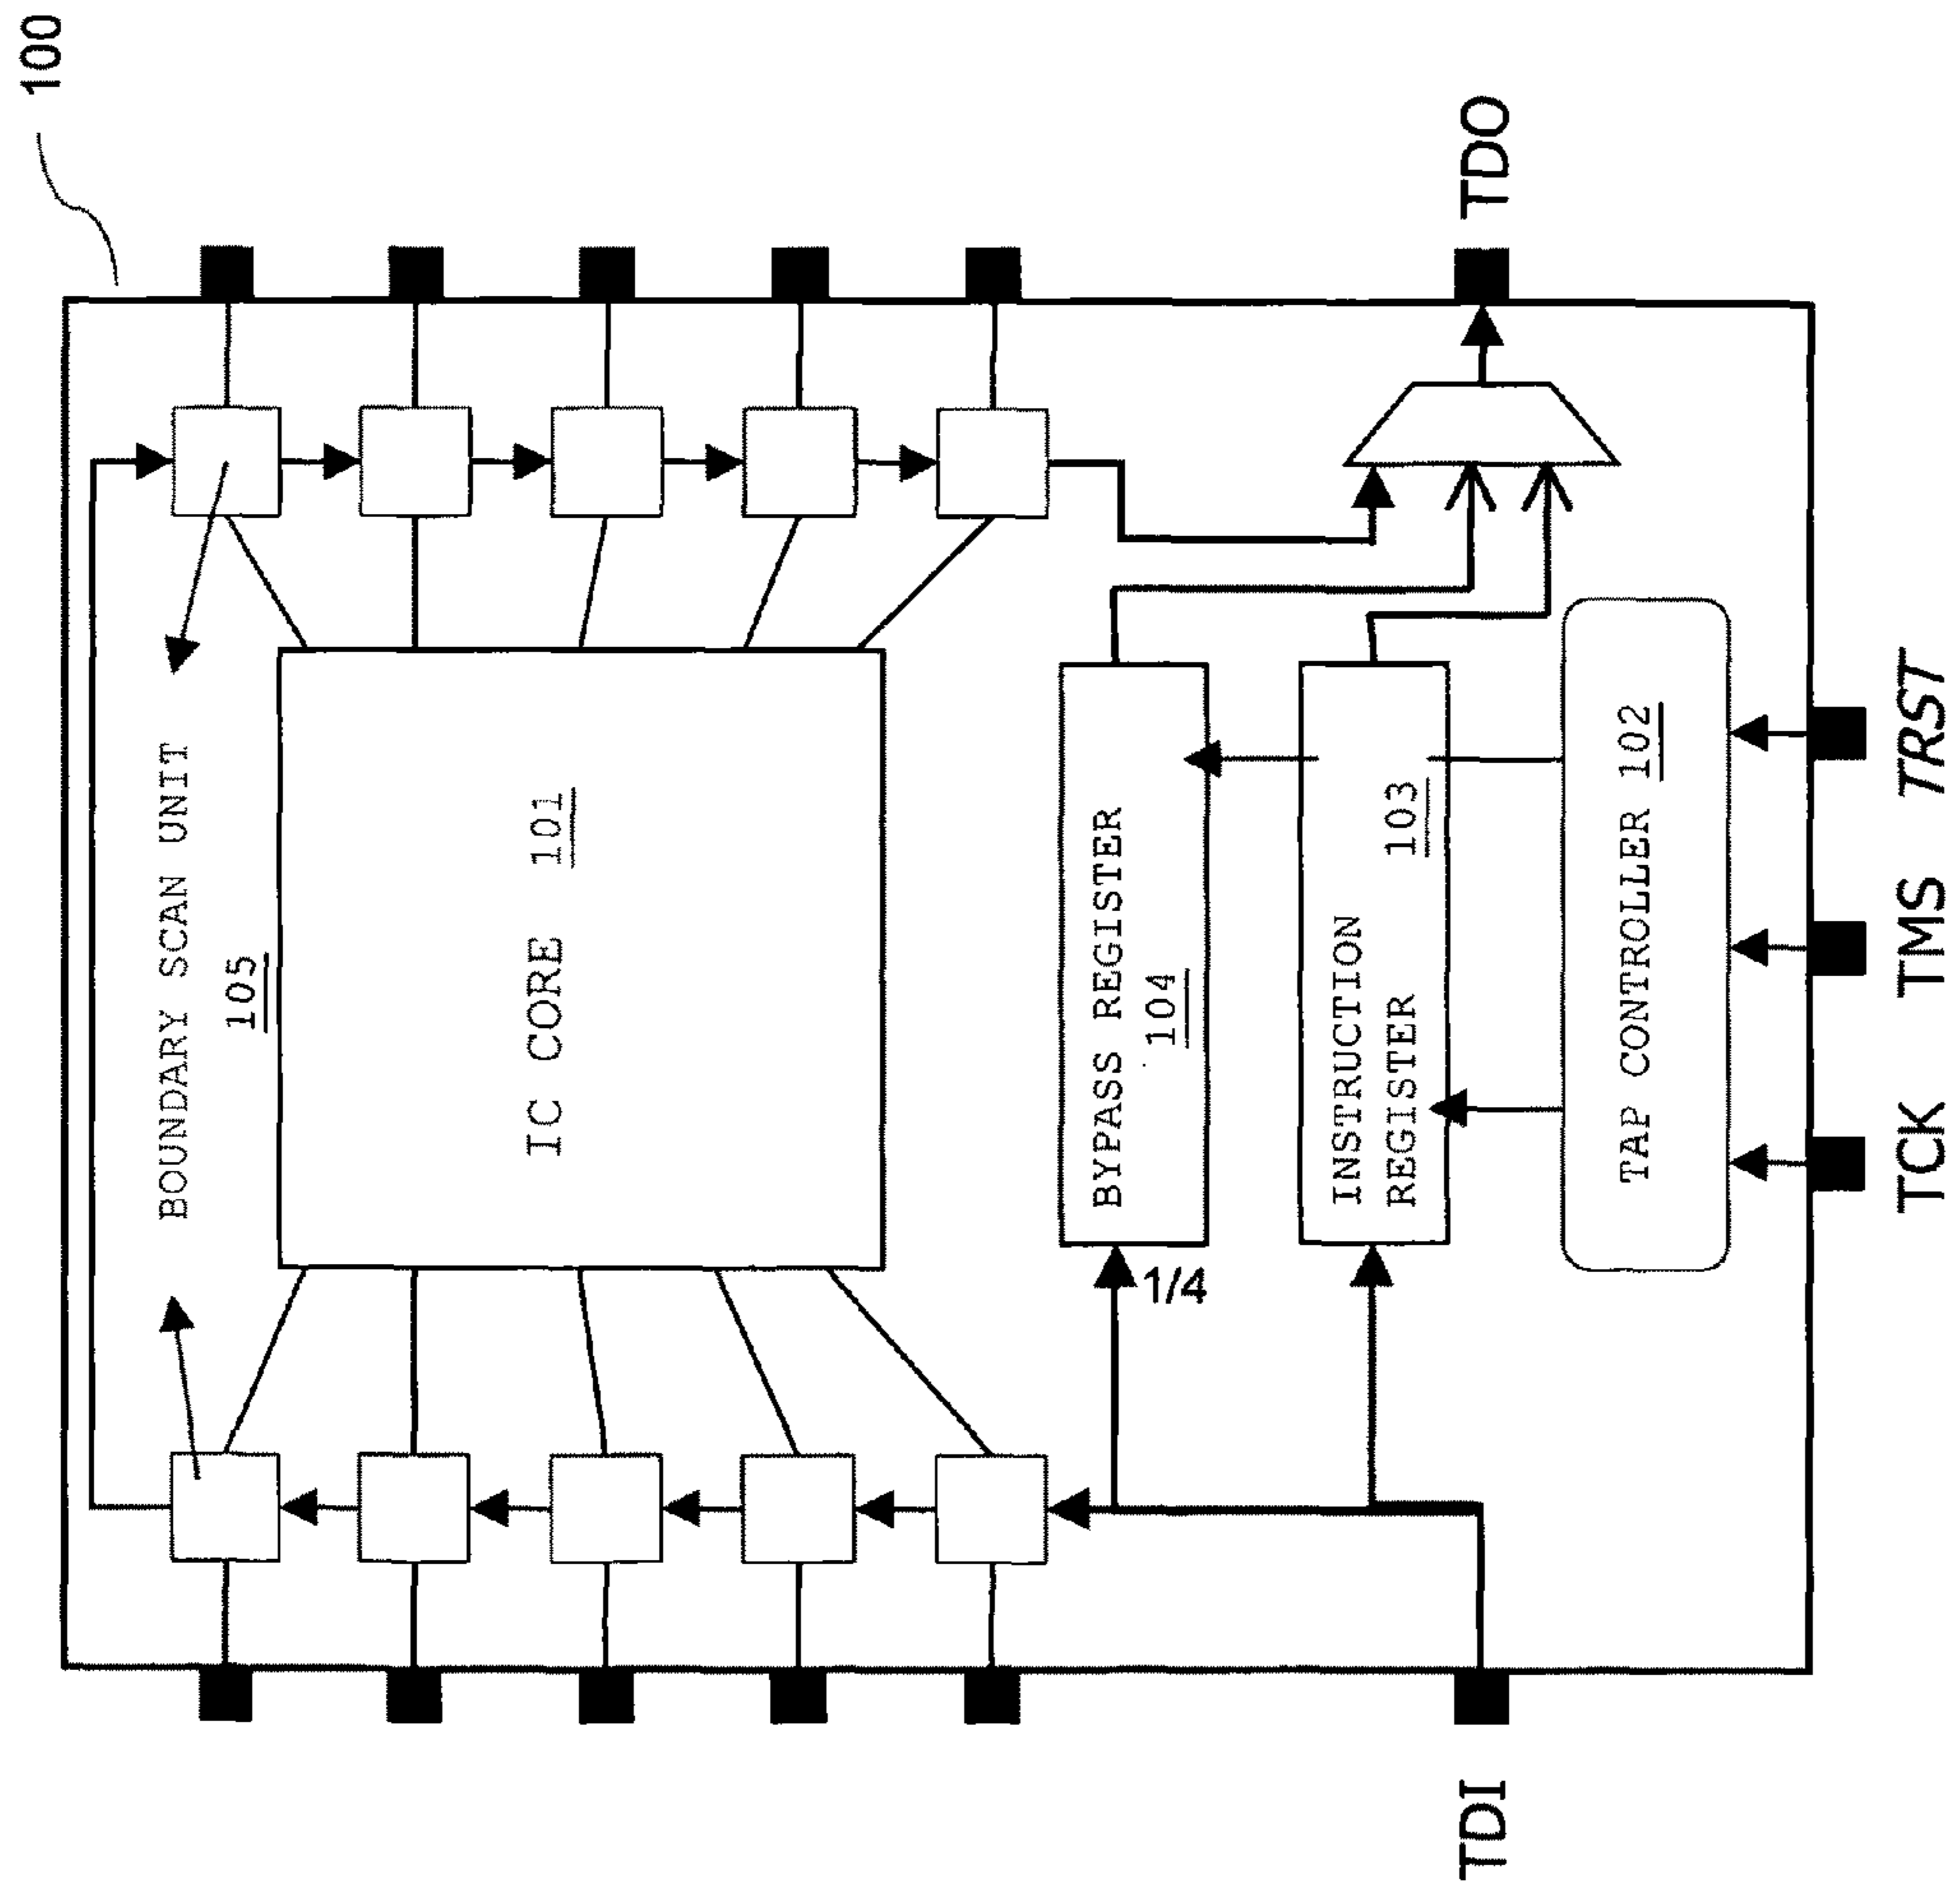 100
BOUNDARY SCAN UNIT
105
IC CORE 101
BYPASS REGISTER
104
1/4
INSTRUCTION
REGISTER 103
TAP CONTROLLER 102
TDI
TDO
TCK TMS TRST